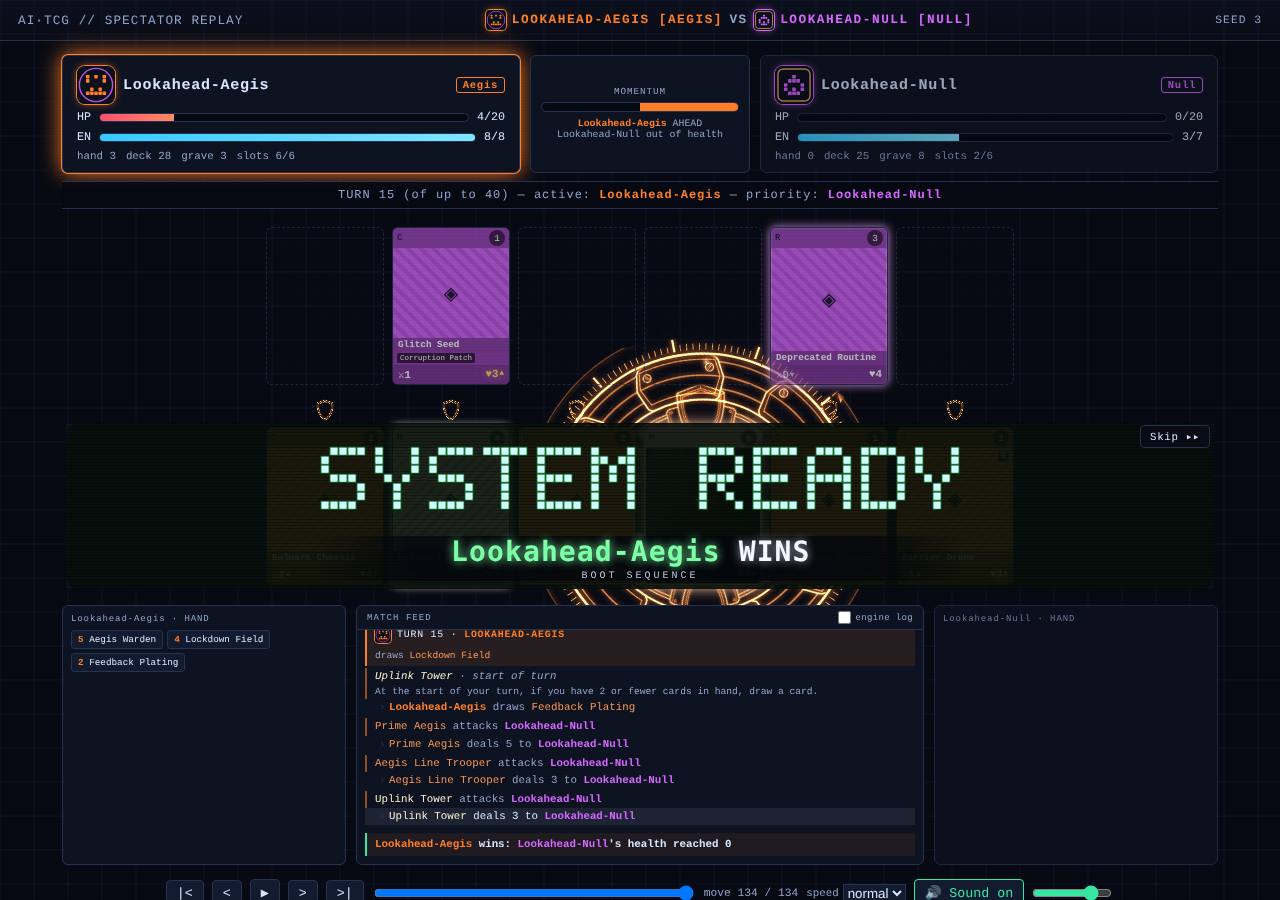 AI·TCG // SPECTATOR REPLAY
LOOKAHEAD-AEGIS [AEGIS] VS LOOKAHEAD-NULL [NULL]
SEED 3
Lookahead-Aegis
Aegis
HP 4/20
EN 8/8
hand 3 deck 28 grave 3 slots 6/6
MOMENTUM
Lookahead-Aegis AHEAD
Lookahead-Null out of health
Lookahead-Null
Null
HP 0/20
EN 3/7
hand 0 deck 25 grave 8 slots 2/6
TURN 15 (of up to 40) — active: Lookahead-Aegis — priority: Lookahead-Null
C 1
Glitch Seed
Corruption Patch
1 3
R 3
Deprecated Routine
0 4
Skip
SYSTEM READY
Lookahead-Aegis WINS
BOOT SEQUENCE
Lookahead-Aegis · HAND
5 Aegis Warden
4 Lockdown Field
2 Feedback Plating
MATCH FEED
engine log
TURN 15 · LOOKAHEAD-AEGIS
draws Lockdown Field
Uplink Tower · start of turn
At the start of your turn, if you have 2 or fewer cards in hand, draw a card.
Lookahead-Aegis draws Feedback Plating
Prime Aegis attacks Lookahead-Null
Prime Aegis deals 5 to Lookahead-Null
Aegis Line Trooper attacks Lookahead-Null
Aegis Line Trooper deals 3 to Lookahead-Null
Uplink Tower attacks Lookahead-Null
Uplink Tower deals 3 to Lookahead-Null
Lookahead-Aegis wins: Lookahead-Null's health reached 0
Lookahead-Null · HAND
|< < > >| move 134 / 134 speed normal Sound on